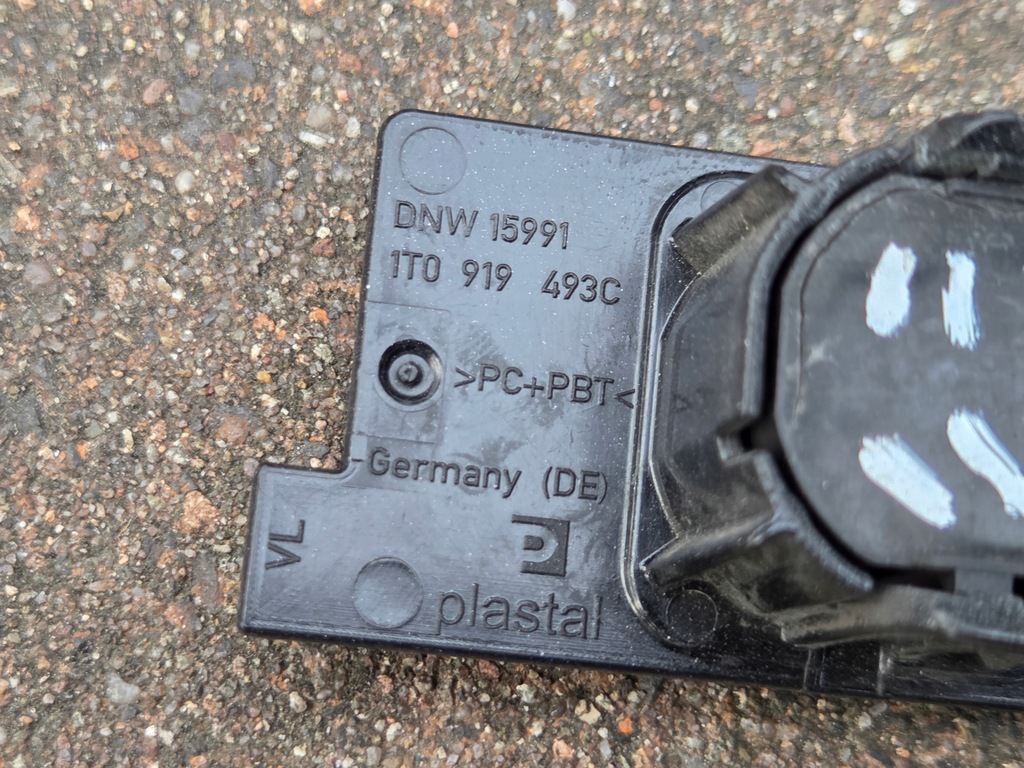 DNW 15991
1T0 919 493C
>PC+PBT<
Germany (DE)
VL
plastal